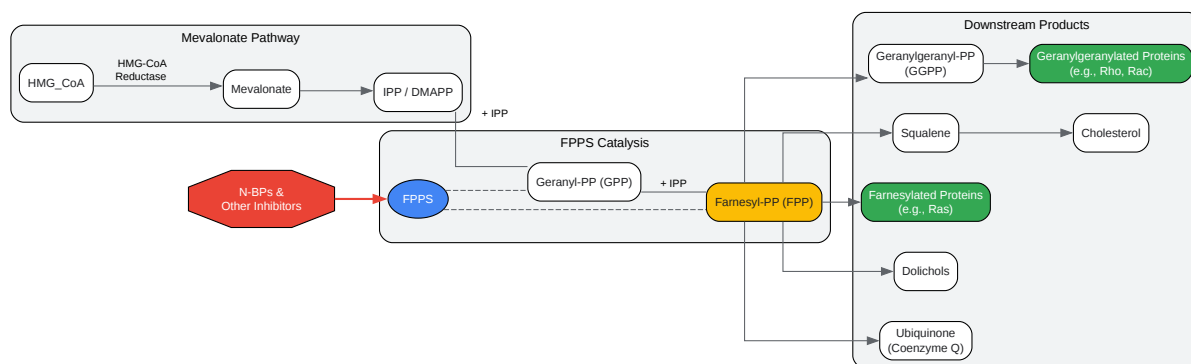 Mevalonate Pathway
HMG_CoA
HMG-CoA
Reductase
Mevalonate
IPP / DMAPP
+ IPP
FPPS Catalysis
N-BPs &
Other Inhibitors
FPPS
Geranyl-PP (GPP)
+ IPP
Farnesyl-PP (FPP)
Downstream Products
Geranylgeranyl-PP
(GGPP)
Geranylgeranylated Proteins
(e.g., Rho, Rac)
Squalene
Cholesterol
Farnesylated Proteins
(e.g., Ras)
Dolichols
Ubiquinone
(Coenzyme Q)